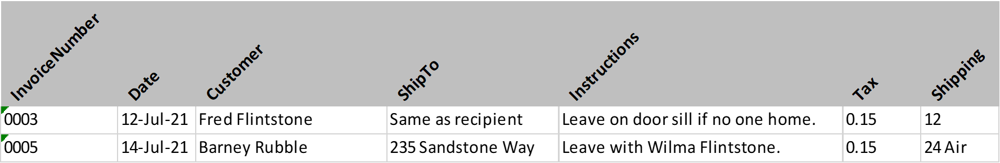 InvoiceNumber Date Customer ShipTo Instructions Tax Shipping
0003 12-Jul-21 Fred Flintstone Same as recipient Leave on door sill if no one home. 0.15 12
0005 14-Jul-21 Barney Rubble 235 Sandstone Way Leave with Wilma Flintstone. 0.15 24 Air